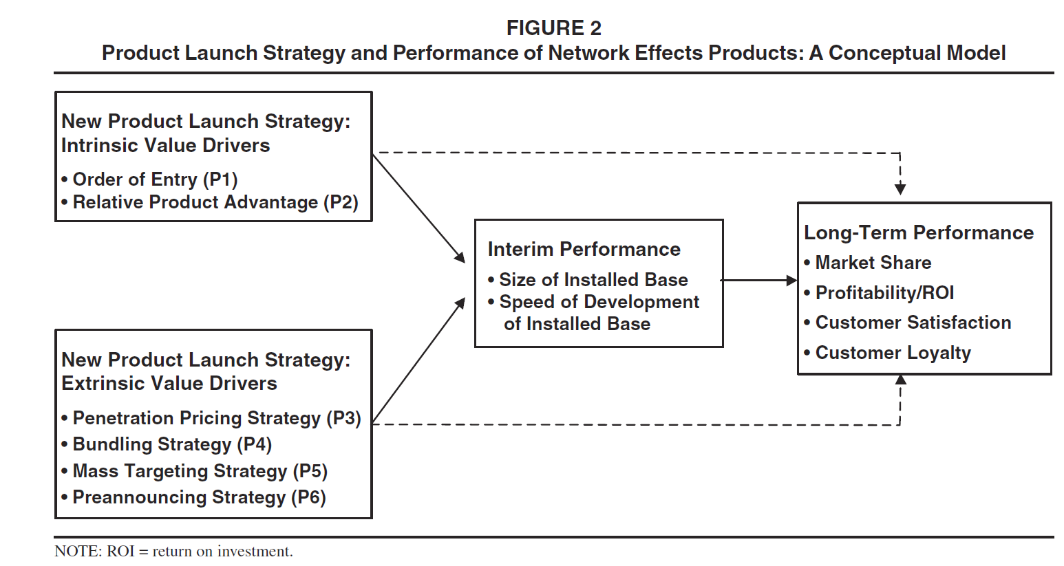 FIGURE 2
Product Launch Strategy and Performance of Network Effects Products: A Conceptual Model
New Product Launch Strategy:
Intrinsic Value Drivers
• Order of Entry (P1)
• Relative Product Advantage (P2)
Interim Performance
• Size of Installed Base
• Speed of Development
of Installed Base
Long-Term Performance
• Market Share
• Profitability/ROI
• Customer Satisfaction
• Customer Loyalty
New Product Launch Strategy:
Extrinsic Value Drivers
• Penetration Pricing Strategy (P3)
• Bundling Strategy (P4)
• Mass Targeting Strategy (P5)
• Preannouncing Strategy (P6)
NOTE: ROI = return on investment.